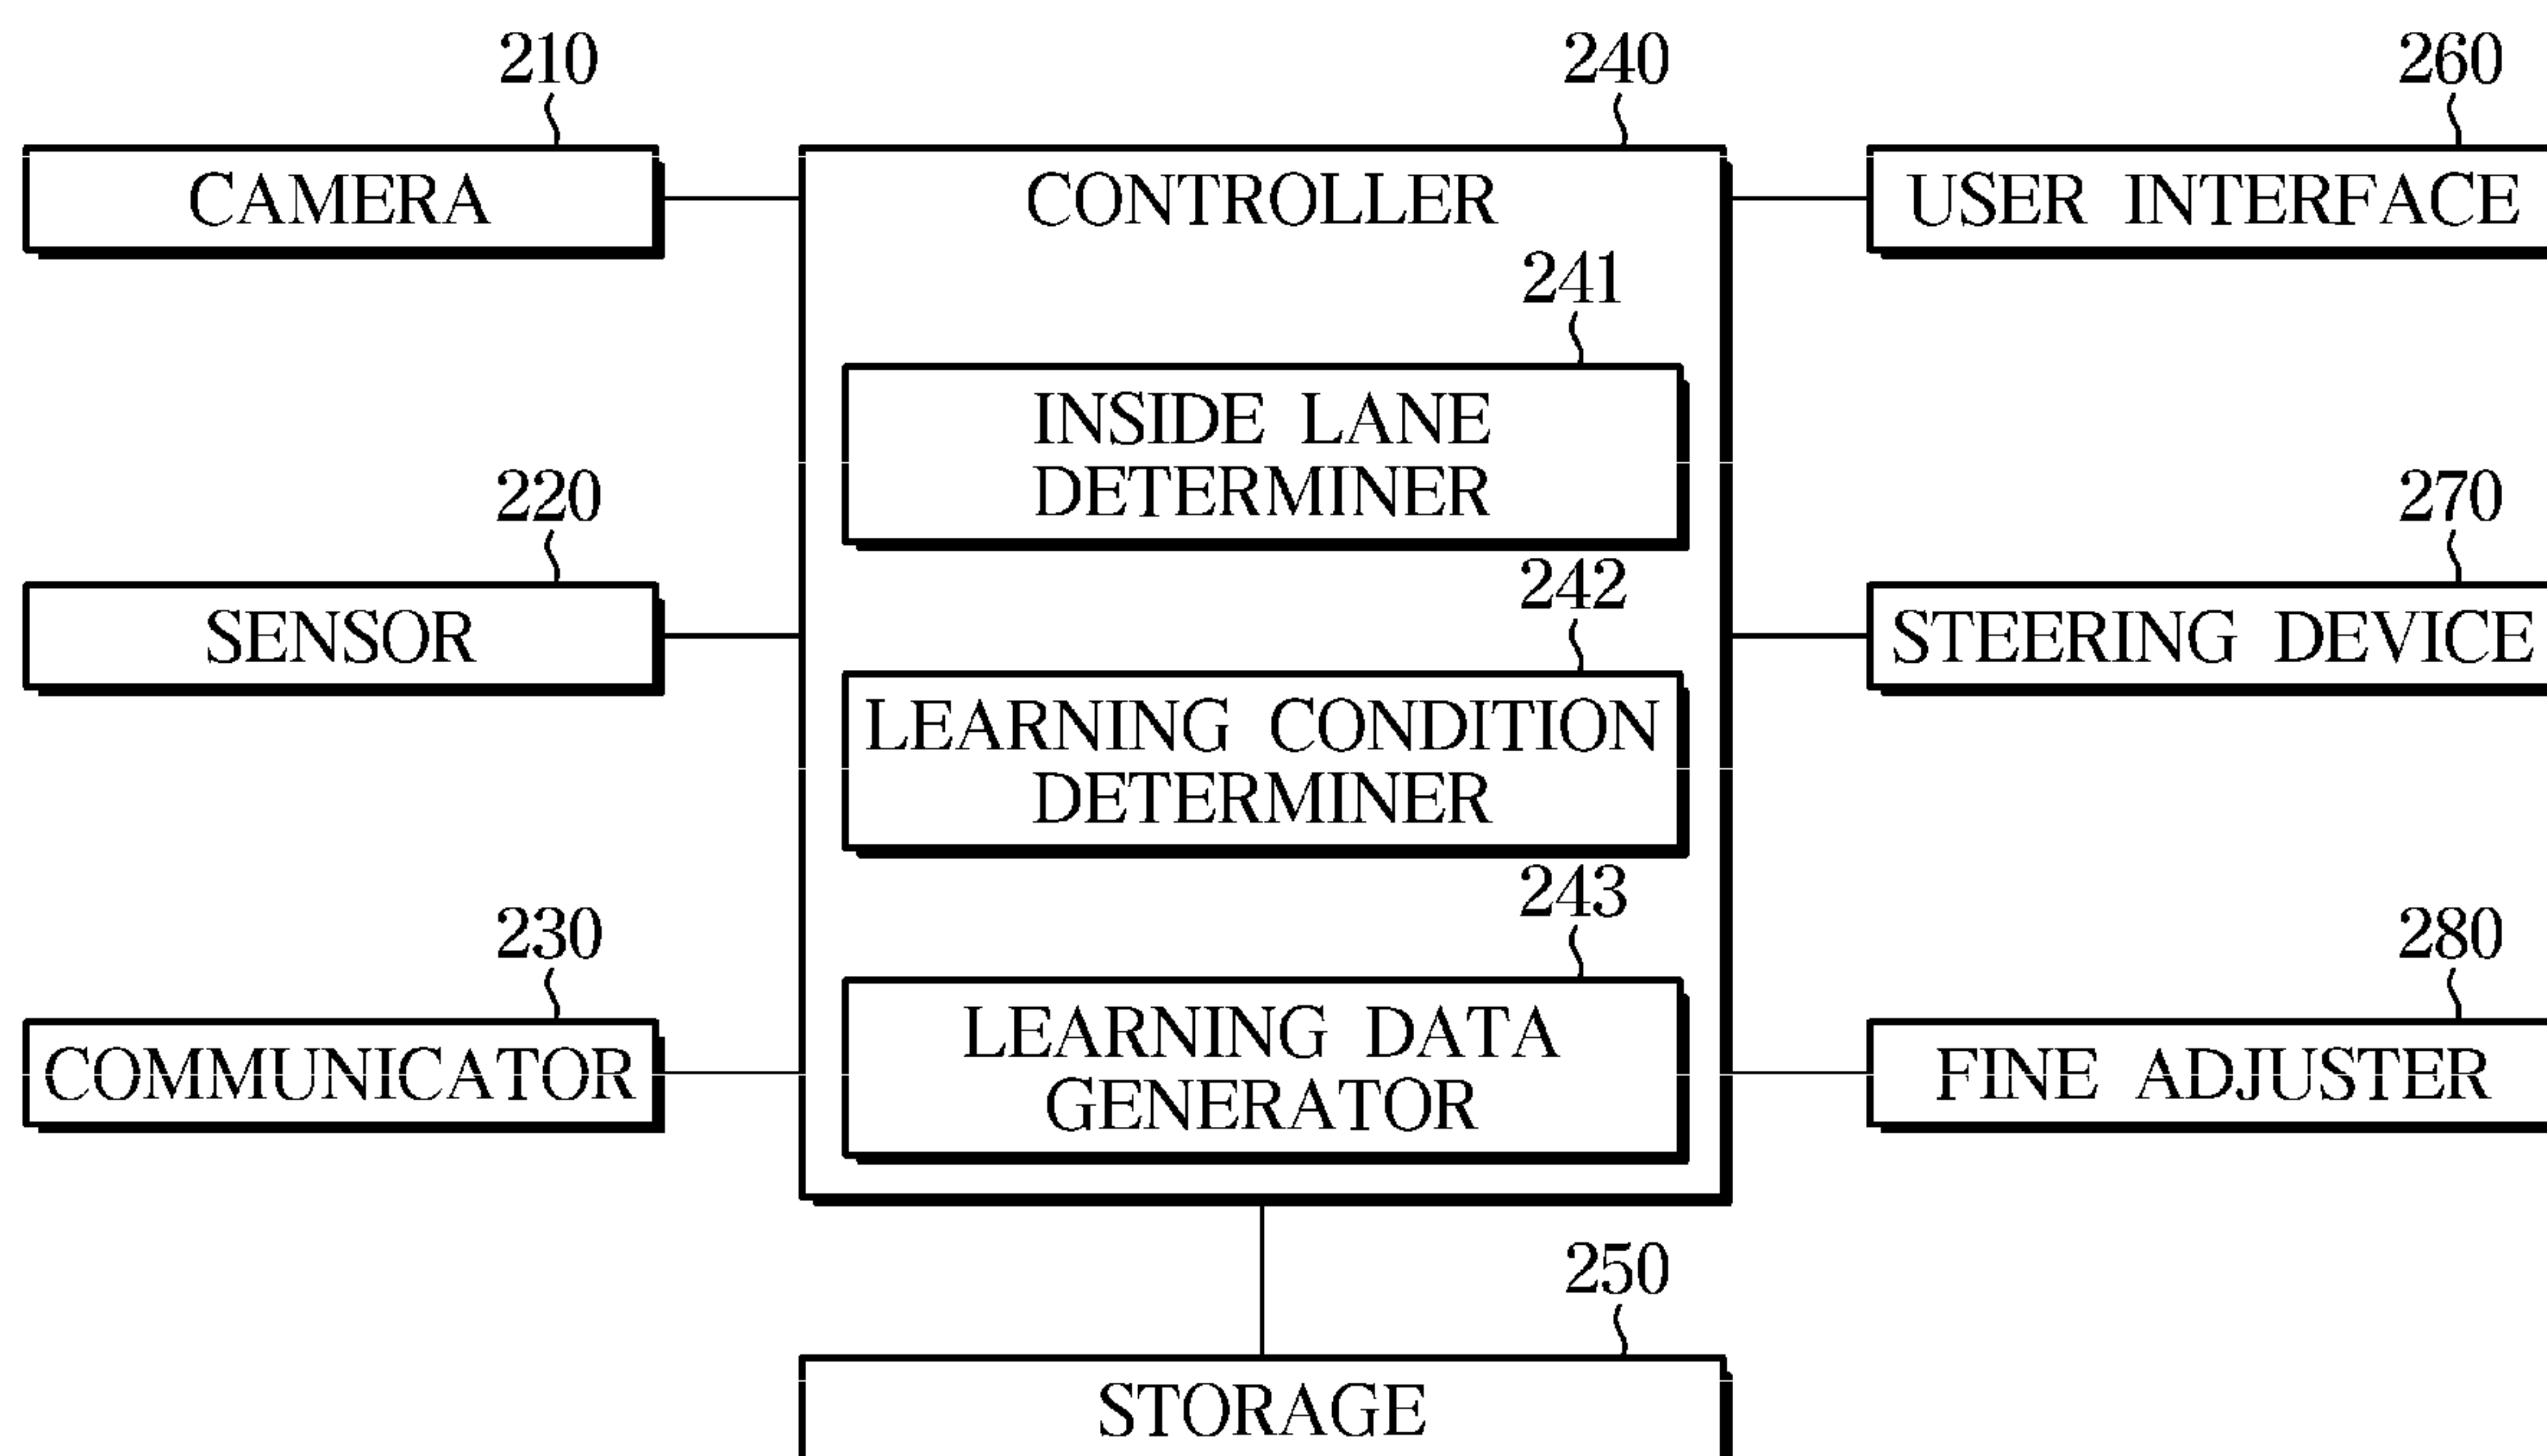 210
CAMERA
220
SENSOR
230
COMMUNICATOR
240
CONTROLLER
241
INSIDE LANE
DETERMINER
242
LEARNING CONDITION
DETERMINER
243
LEARNING DATA
GENERATOR
250
STORAGE
260
USER INTERFACE
270
STEERING DEVICE
280
FINE ADJUSTER